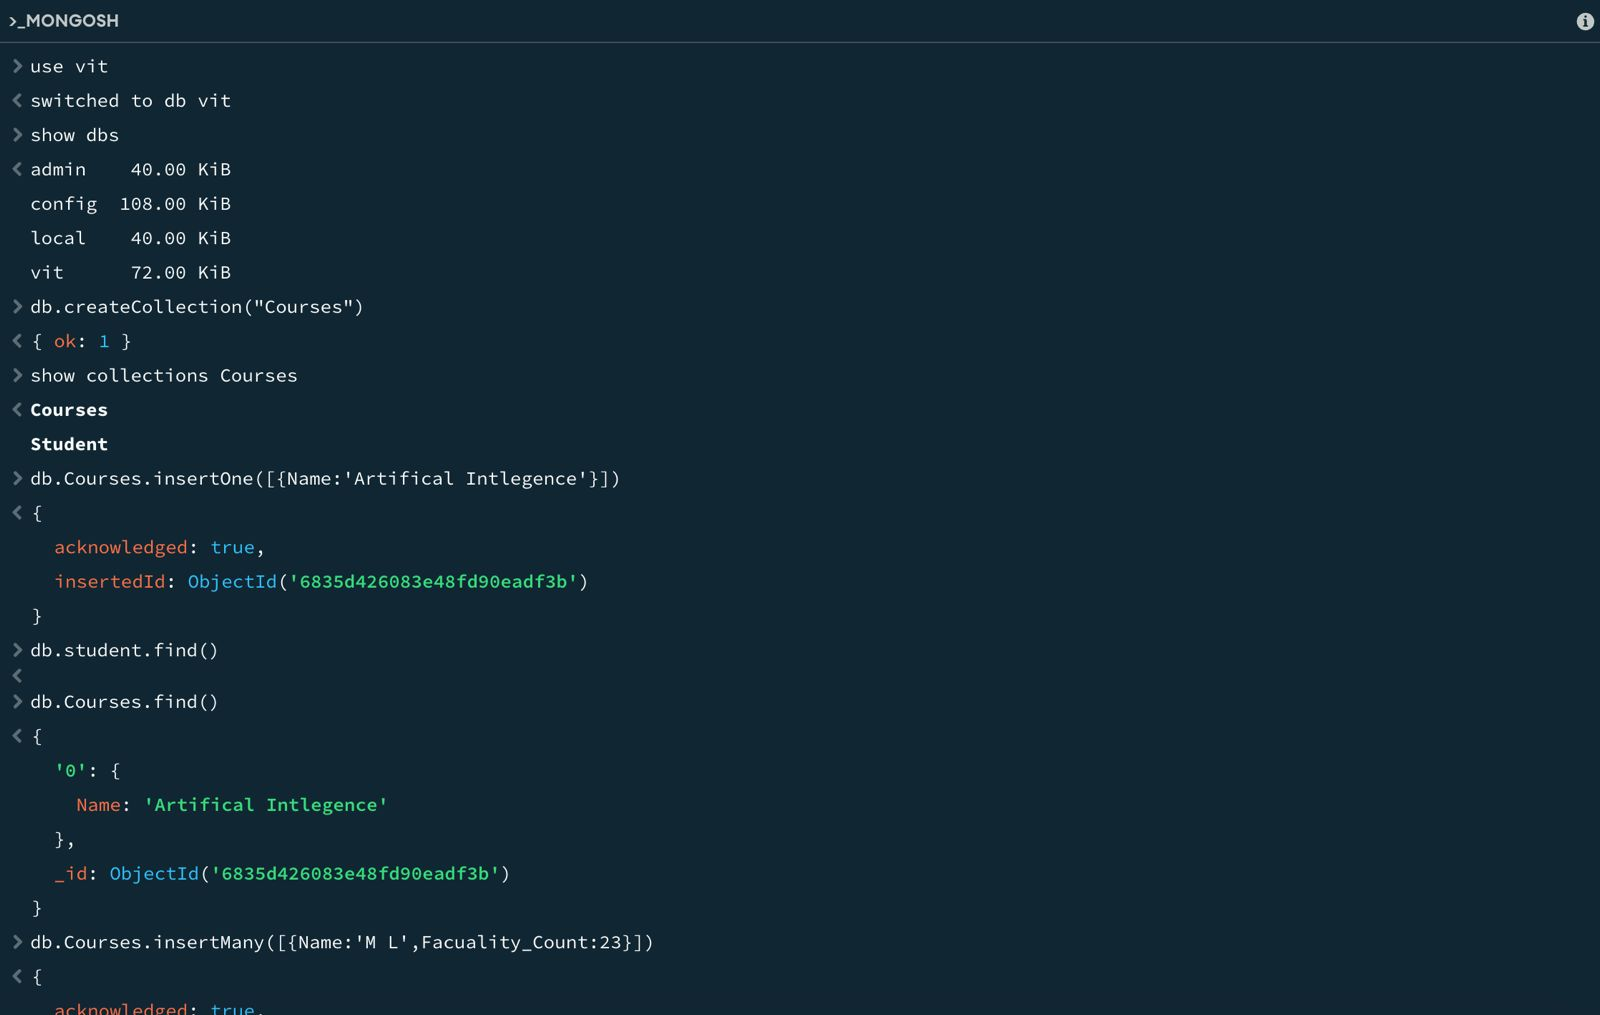 >_MONGOSH
> use vit
< switched to db vit
> show dbs
< admin    40.00 KiB
config  108.00 KiB
local    40.00 KiB
vit      72.00 KiB
> db.createCollection("Courses")
< { ok: 1 }
> show collections Courses
< Courses
Student
> db.Courses.insertOne([{Name:'Artifical Intlegence'}])
< {
acknowledged: true,
insertedId: ObjectId('6835d426083e48fd90eadf3b')
}
> db.student.find()
<
> db.Courses.find()
< {
'0': {
Name: 'Artifical Intlegence'
},
_id: ObjectId('6835d426083e48fd90eadf3b')
}
> db.Courses.insertMany([{Name:'M L',Facuality_Count:23}])
< {
acknowledged: true,